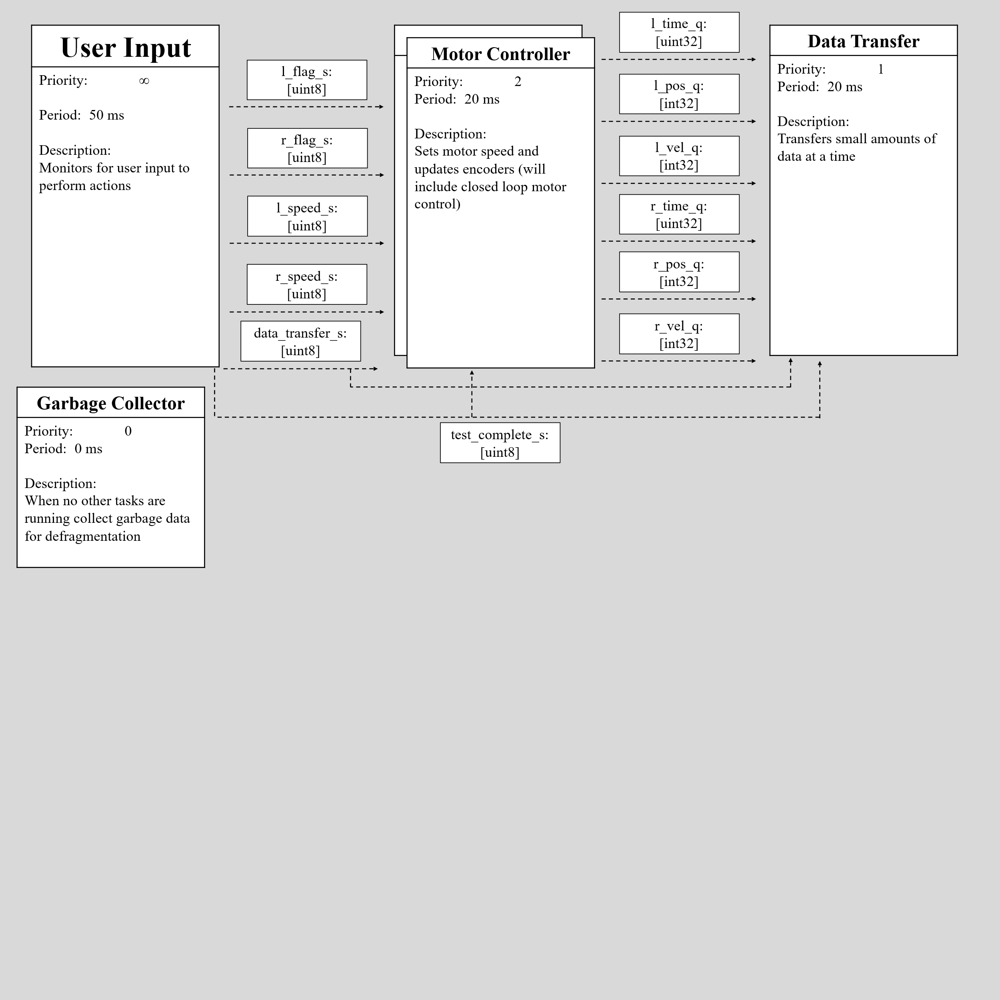 User Input
Priority: ∞
Period: 50 ms
Description:
Monitors for user input to
perform actions
l_flag_s:
[uint8]
r_flag_s:
[uint8]
l_speed_s:
[uint8]
r_speed_s:
[uint8]
data_transfer_s:
[uint8]
Motor Controller
Priority: 2
Period: 20 ms
Description:
Sets motor speed and
updates encoders (will
include closed loop motor
control)
l_time_q:
[uint32]
l_pos_q:
[int32]
l_vel_q:
[int32]
r_time_q:
[uint32]
r_pos_q:
[int32]
r_vel_q:
[int32]
Data Transfer
Priority: 1
Period: 20 ms
Description:
Transfers small amounts of
data at a time
Garbage Collector
Priority: 0
Period: 0 ms
Description:
When no other tasks are
running collect garbage data
for defragmentation
test_complete_s:
[uint8]